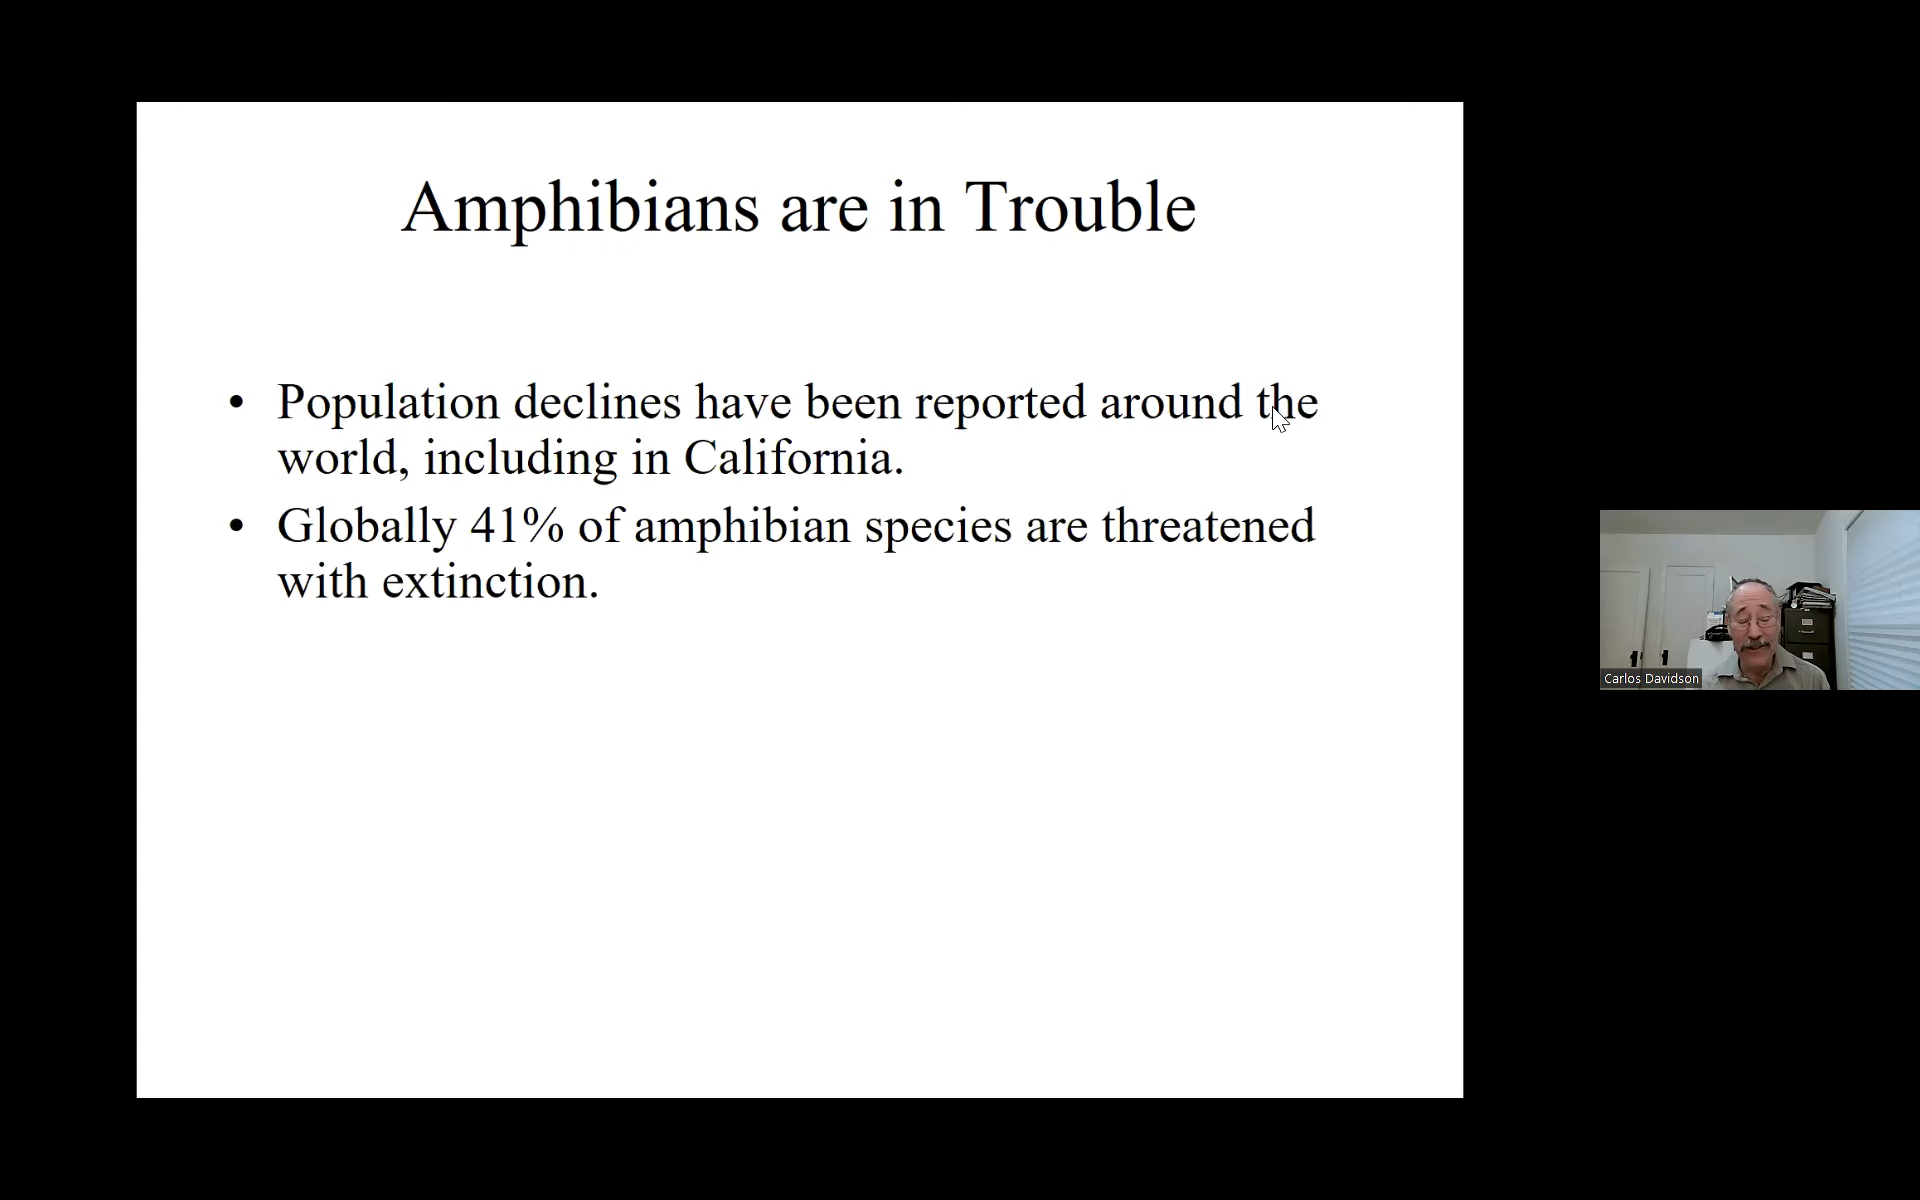 Amphibians are in Trouble
• Population declines have been reported around the
world, including in California.
• Globally 41% of amphibian species are threatened
with extinction.
Carlos Davidson